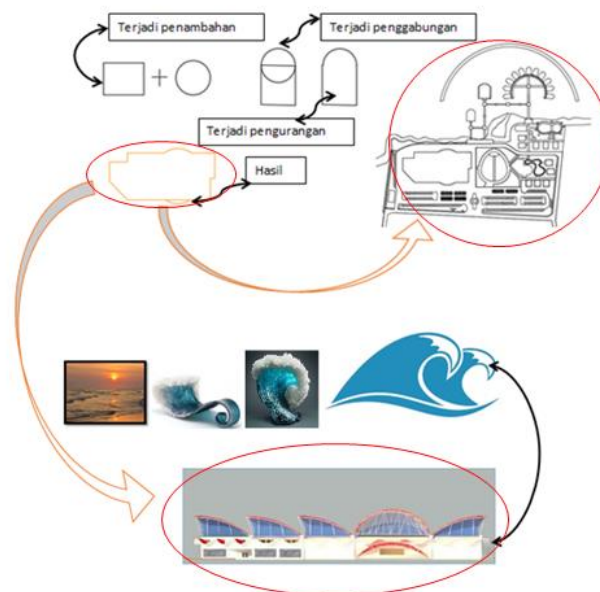 Terjadi penambahan
Terjadi penggabungan
Terjadi pengurangan
Hasil